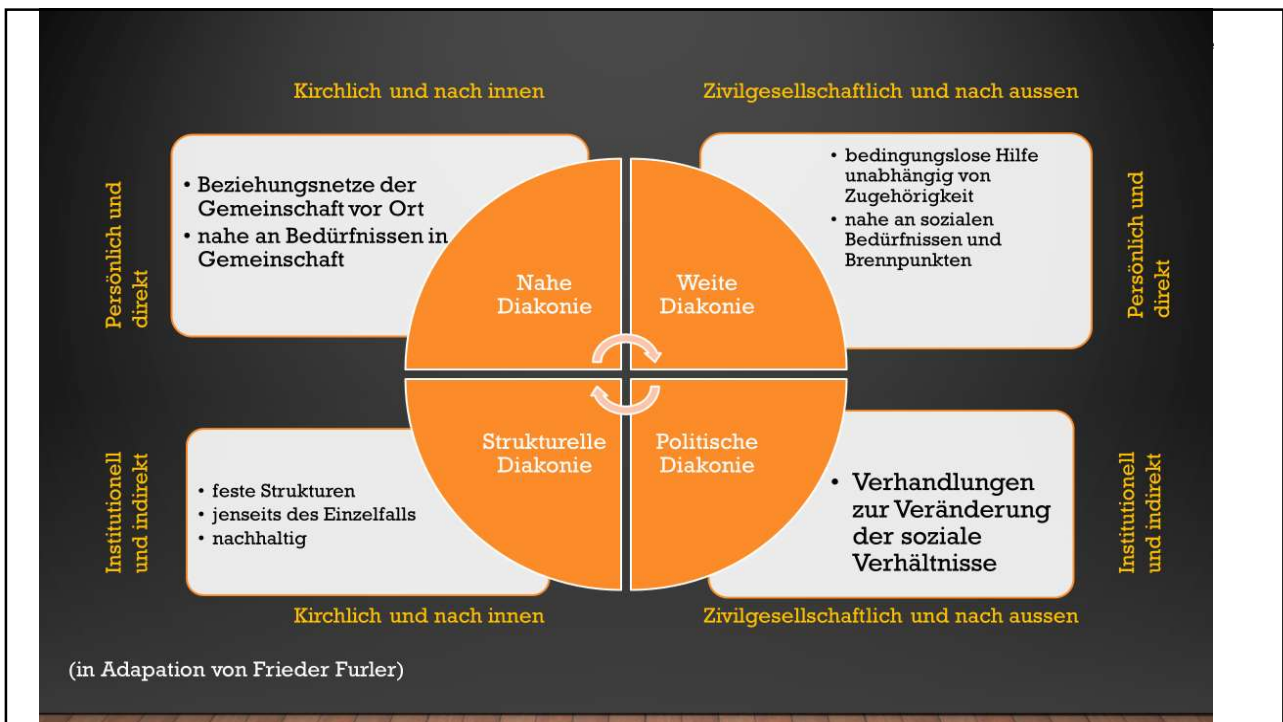 Kirchlich und nach innen
Zivilgesellschaftlich und nach aussen
Persönlich und
direkt
• Beziehungsnetze der
Gemeinschaft vor Ort
• nahe an Bedürfnissen in
Gemeinschaft
Nahe
Diakonie
Weite
Diakonie
• bedingungslose Hilfe
unabhängig von
Zugehörigkeit
• nahe an sozialen
Bedürfnissen und
Brennpunkten
Persönlich und
direkt
Institutionell
und indirekt
• feste Strukturen
• jenseits des Einzelfalls
• nachhaltig
Strukturelle
Diakonie
Politische
Diakonie
• Verhandlungen
zur Veränderung
der soziale
Verhältnisse
Institutionell
und indirekt
Kirchlich und nach innen
Zivilgesellschaftlich und nach aussen
(in Adapation von Frieder Furler)